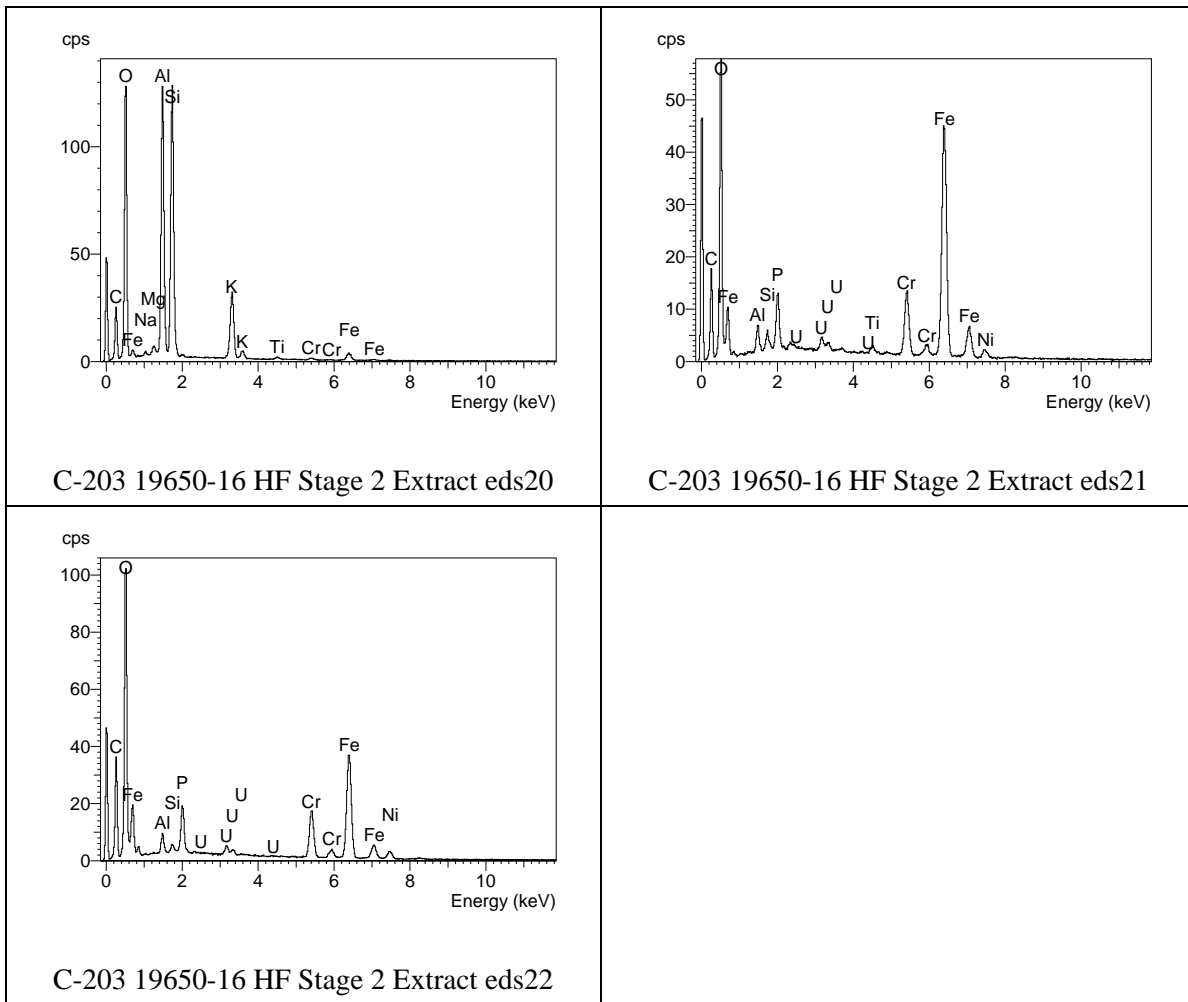 cps
O
Al
Si
100
50
C
Fe
Na
Mg
K
K
Ti
Cr
Cr
Fe
Fe
0
0
2
4
6
8
10
Energy (keV)
C-203 19650-16 HF Stage 2 Extract eds20
cps
O
50
Fe
40
30
20
C
Fe
Al
Si
P
U
U
U
U
U
Ti
Cr
Cr
Fe
Ni
10
0
0
2
4
6
8
10
Energy (keV)
C-203 19650-16 HF Stage 2 Extract eds21
cps
100
O
80
60
40
C
Fe
Fe
20
Al
Si
P
U
U
U
U
U
Cr
Cr
Fe
Ni
0
0
2
4
6
8
10
Energy (keV)
C-203 19650-16 HF Stage 2 Extract eds22